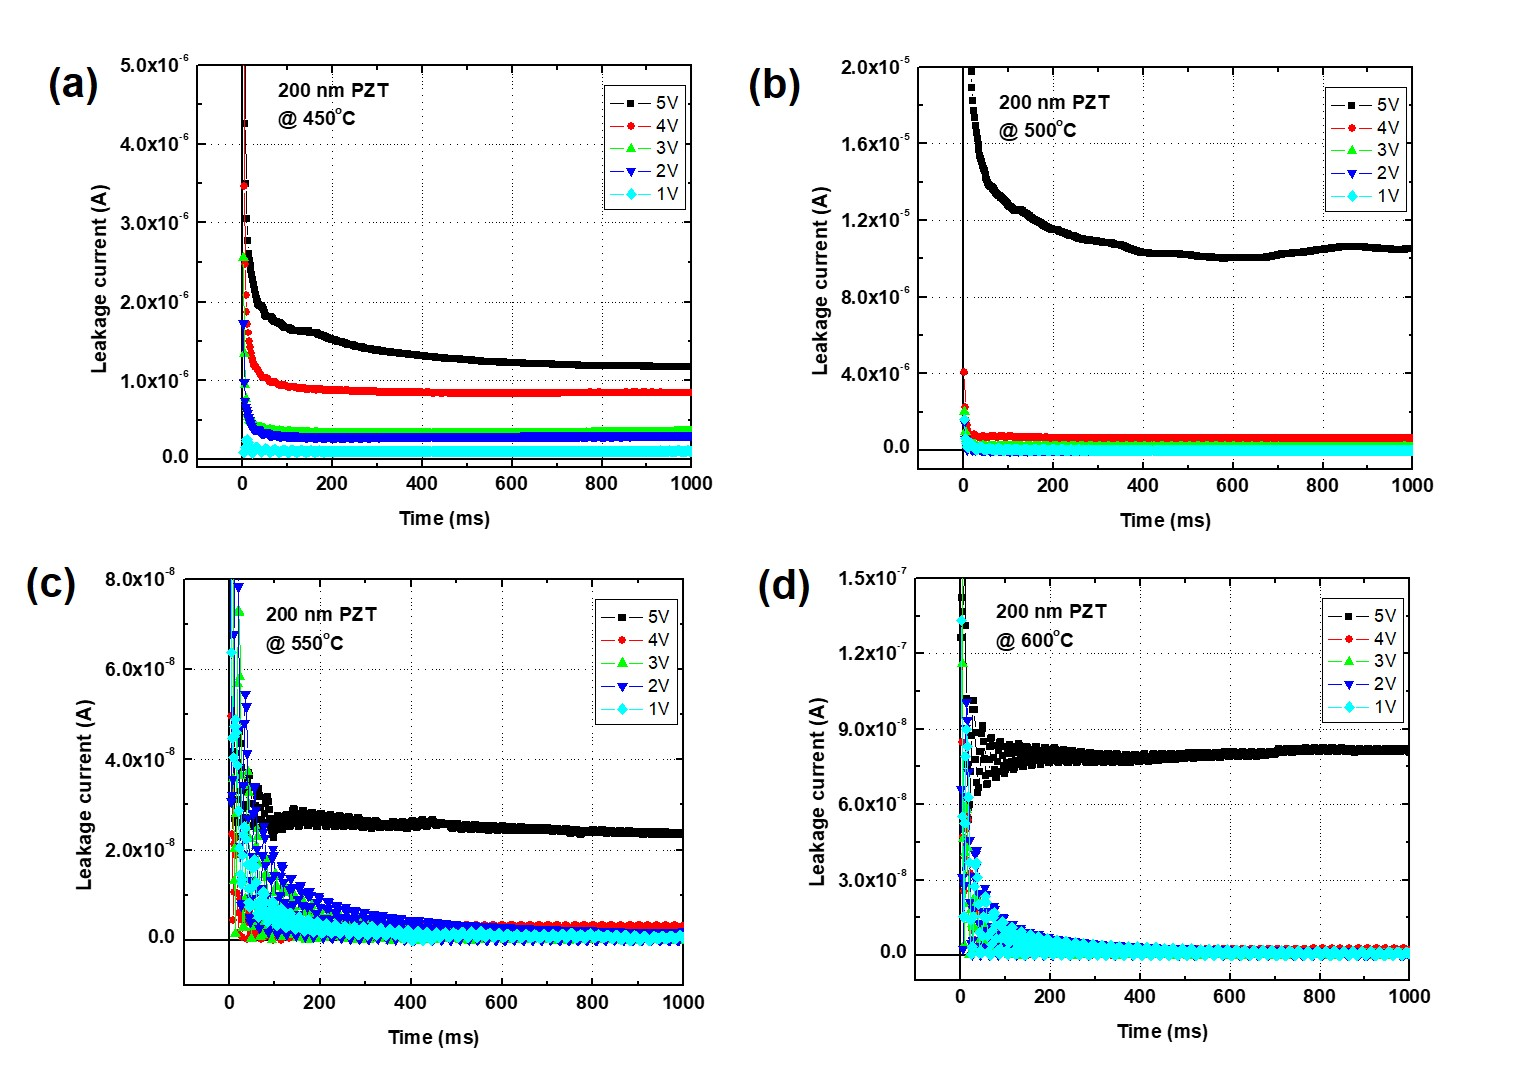 (a)
5.0x10⁻⁶
4.0x10⁻⁶
3.0x10⁻⁶
2.0x10⁻⁶
1.0x10⁻⁶
0.0
Leakage current (A)
200 nm PZT
@ 450°C
5V
4V
3V
2V
1V
0 200 400 600 800 1000
Time (ms)
(b)
2.0x10⁻⁵
1.6x10⁻⁵
1.2x10⁻⁵
8.0x10⁻⁶
4.0x10⁻⁶
0.0
Leakage current (A)
200 nm PZT
@ 500°C
5V
4V
3V
2V
1V
0 200 400 600 800 1000
Time (ms)
(c)
8.0x10⁻⁸
6.0x10⁻⁸
4.0x10⁻⁸
2.0x10⁻⁸
0.0
Leakage current (A)
200 nm PZT
@ 550°C
5V
4V
3V
2V
1V
0 200 400 600 800 1000
Time (ms)
(d)
1.5x10⁻⁷
1.2x10⁻⁷
9.0x10⁻⁸
6.0x10⁻⁸
3.0x10⁻⁸
0.0
Leakage current (A)
200 nm PZT
@ 600°C
5V
4V
3V
2V
1V
0 200 400 600 800 1000
Time (ms)